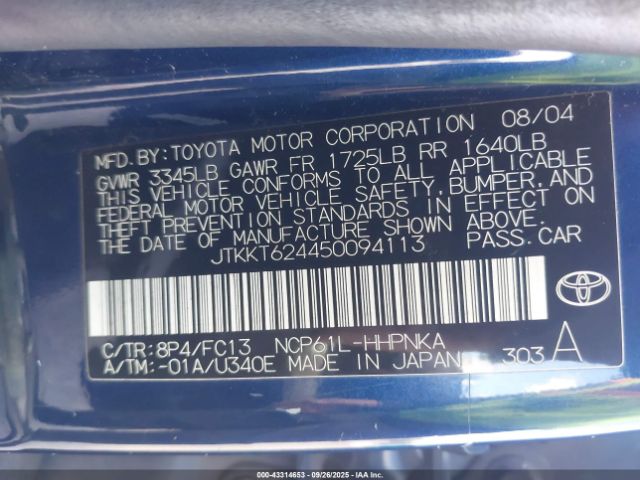 MFD. BY: TOYOTA MOTOR CORPORATION 08/04
GVWR 3345LB GAWR FR 1725LB RR 1640LB
THIS VEHICLE CONFORMS TO ALL APPLICABLE
FEDERAL MOTOR VEHICLE SAFETY, BUMPER, AND
THEFT PREVENTION STANDARDS IN EFFECT ON
THE DATE OF MANUFACTURE SHOWN ABOVE.
JTKKT624450094113 PASS. CAR
C/TR: 8P4/FC13 NCP61L-HHPNKA
A/TM: -01A/U340E MADE IN JAPAN 303 A
000-43314653 - 09/26/2025 - IAAI.COM